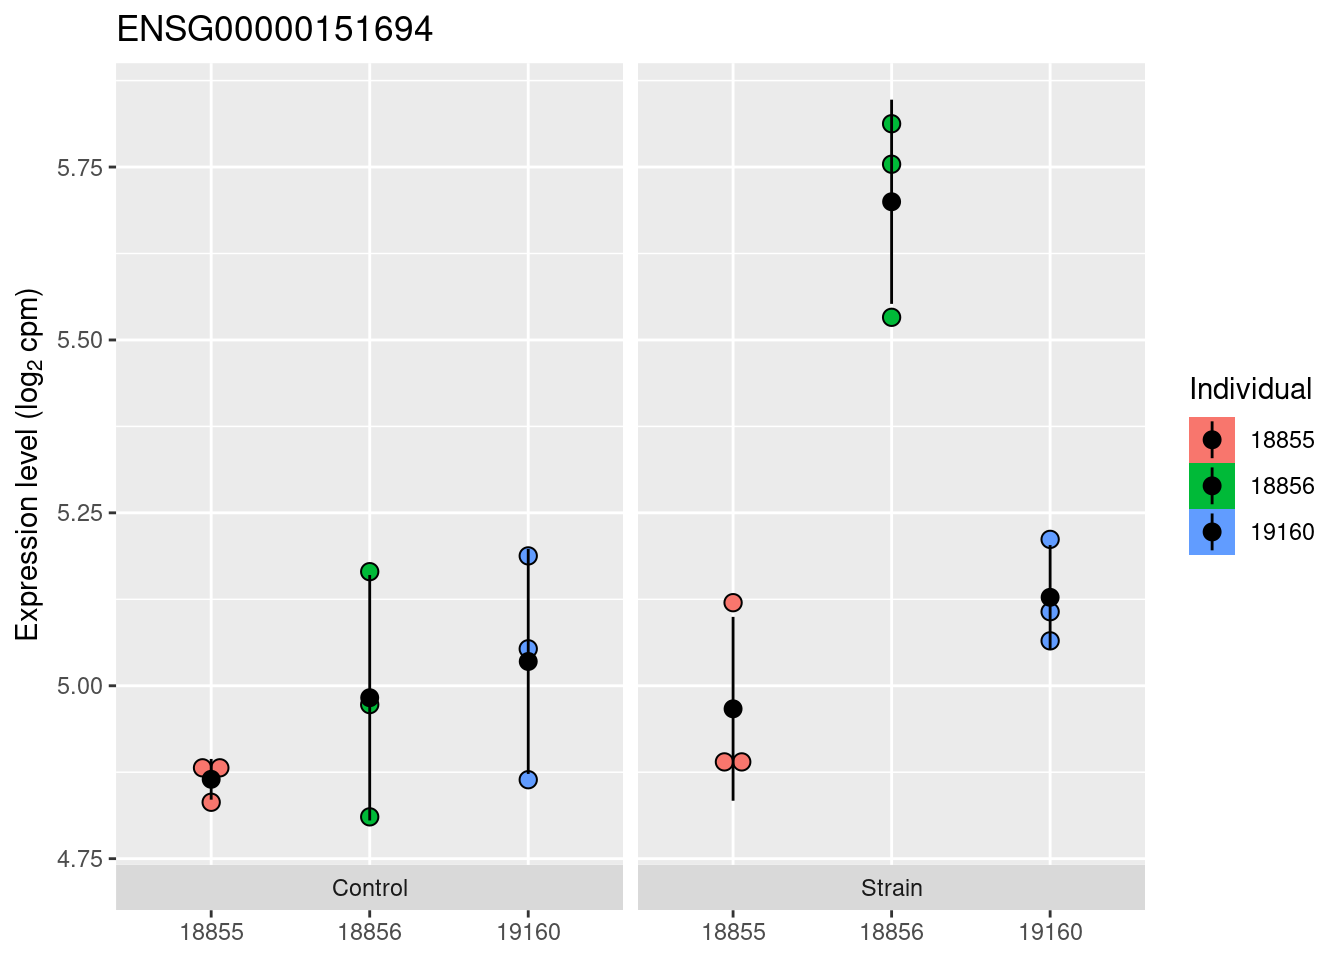 ENSG00000151694
Expression level (log₂ cpm)
5.75
5.50
5.25
5.00
4.75
Control
Strain
18855
18856
19160
18855
18856
19160
Individual
18855
18856
19160